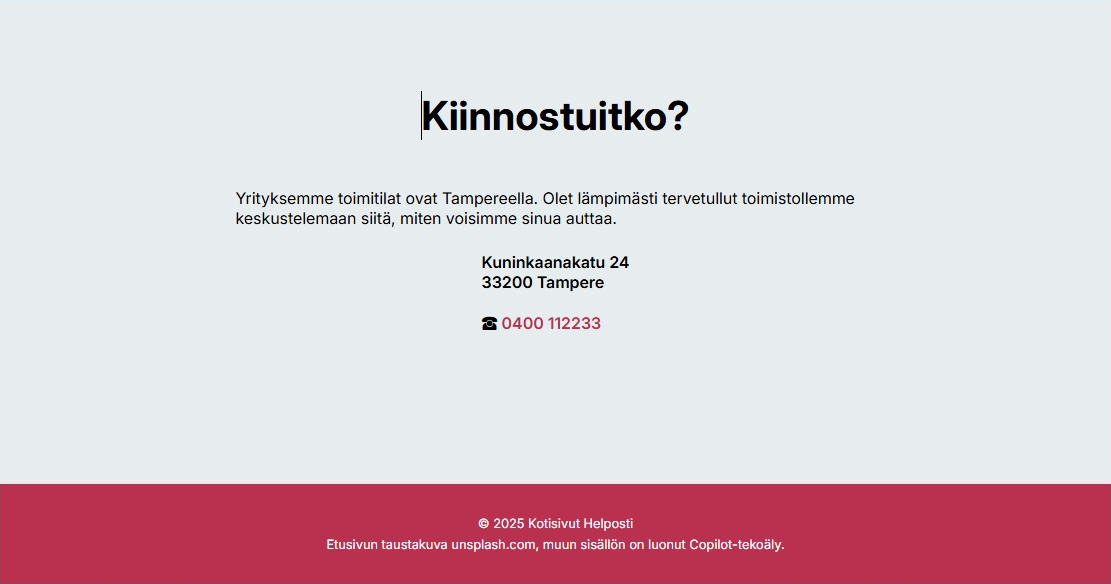 Kiinnostuitko?
Yrityksemme toimitilat ovat Tampereella. Olet lämpimästi tervetullut toimistollemme
keskustelemaan siitä, miten voisimme sinua auttaa.
Kuninkaanakatu 24
33200 Tampere
☎ 0400 112233
© 2025 Kotisivut Helposti
Etusivun taustakuva unsplash.com, muun sisällön on luonut Copilot-tekoäly.